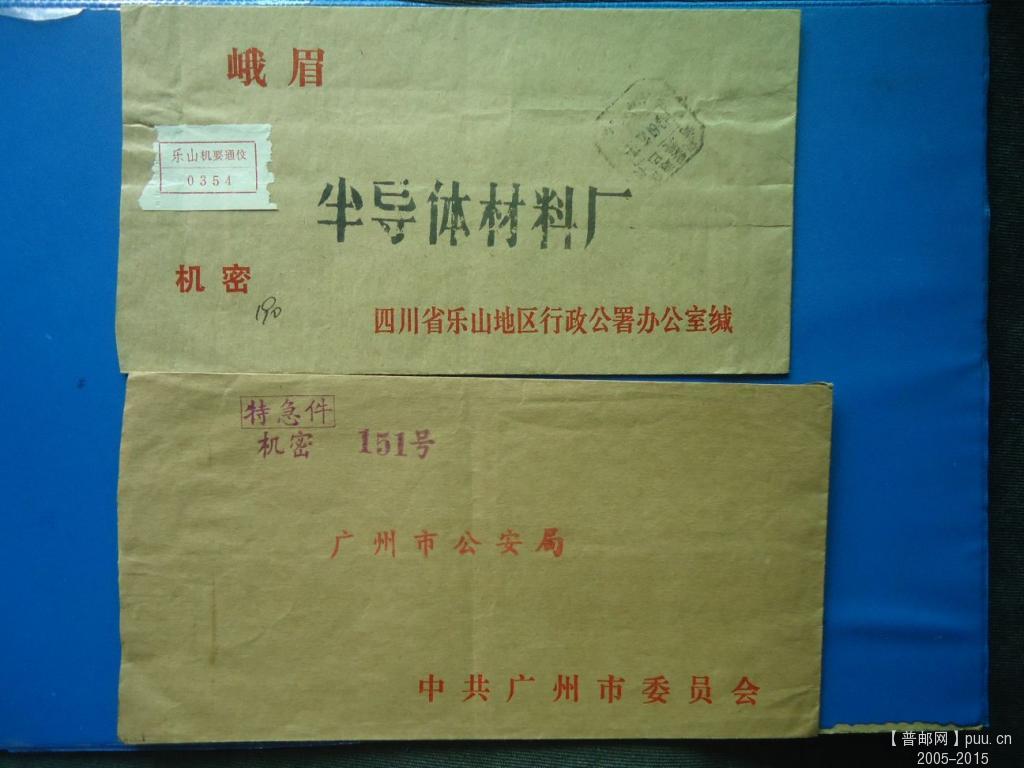 峨眉
乐山机要通仪
0354
半导体材料厂
机密
190
四川省乐山地区行政公署办公室缄
特急件
机密 151号
广州市公安局
中共广州市委员会
【普邮网】puu.cn
2005-2015